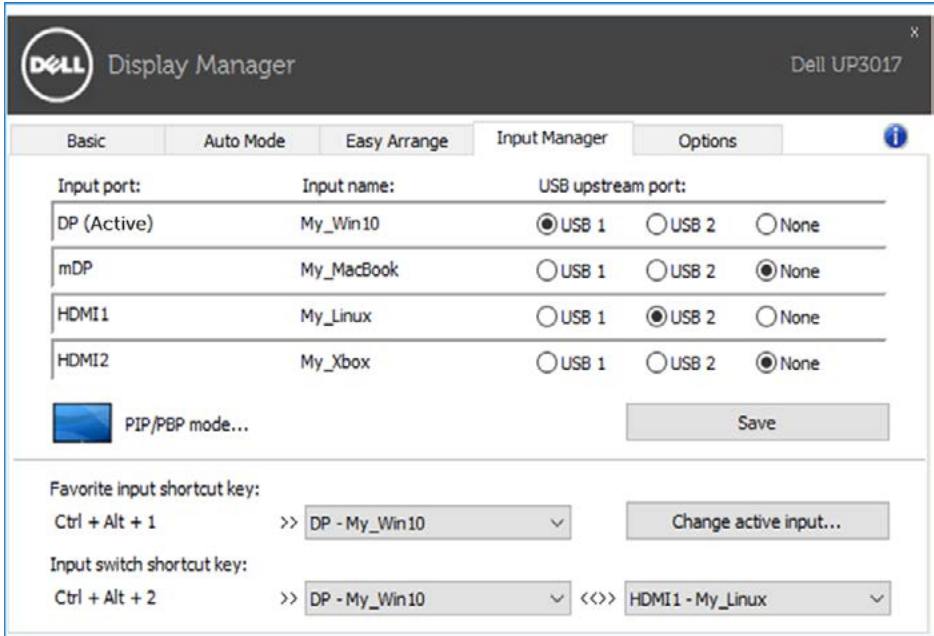 DELL Display Manager Dell UP3017 x
Basic Auto Mode Easy Arrange Input Manager Options i
Input port: Input name: USB upstream port:
DP (Active) My_Win10 USB 1 USB 2 None
mDP My_MacBook USB 1 USB 2 None
HDMI1 My_Linux USB 1 USB 2 None
HDMI2 My_Xbox USB 1 USB 2 None
PIP/PBP mode... Save
Favorite input shortcut key:
Ctrl + Alt + 1 >> DP - My_Win10 Change active input...
Input switch shortcut key:
Ctrl + Alt + 2 >> DP - My_Win10 <<>> HDMI1 - My_Linux